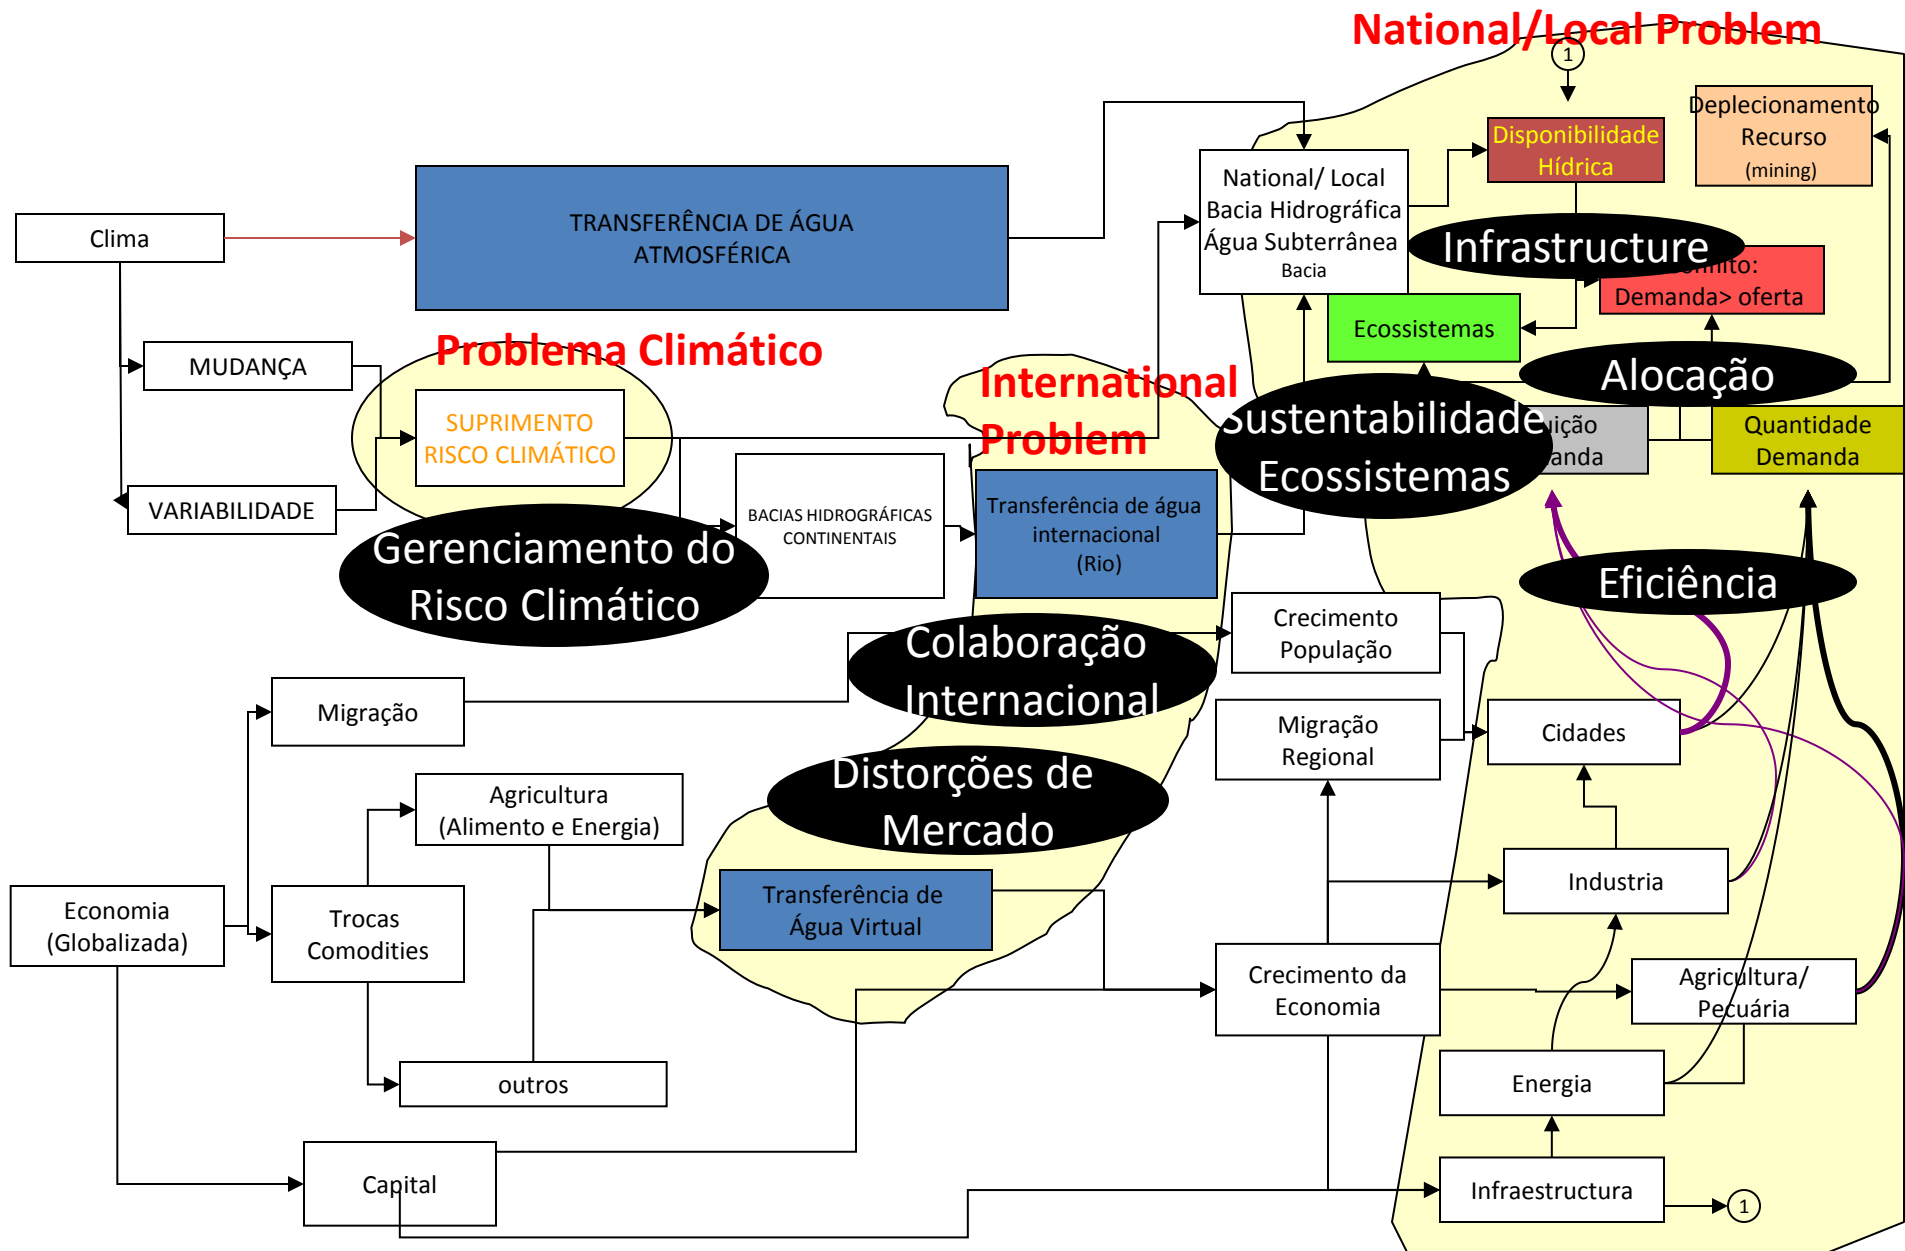 National/Local Problem
1
Deplecionamento
Recurso
(mining)
Disponibilidade
Hídrica
National/ Local
Bacia Hidrográfica
Água Subterrânea
Bacia
TRANSFERÊNCIA DE ÁGUA
ATMOSFÉRICA
Clima
Infrastructure
Demanda> oferta
Ecossistemas
Problema Climático
MUDANÇA
International
Problem
Alocação
SUPRIMENTO
RISCO CLIMÁTICO
Sustentabilidade
Ecossistemas
Quantidade
Demanda
VARIABILIDADE
BACIAS HIDROGRÁFICAS
CONTINENTAIS
Transferência de água
internacional
(Rio)
Gerenciamento do
Risco Climático
Eficiência
Crecimento
População
Colaboração
Internacional
Migração
Migração
Regional
Cidades
Distorções de
Mercado
Agricultura
(Alimento e Energia)
Industria
Transferência de
Água Virtual
Economia
(Globalizada)
Trocas
Comodities
Crecimento da
Economia
Agricultura/
Pecuária
outros
Energia
Capital
Infraestructura
1